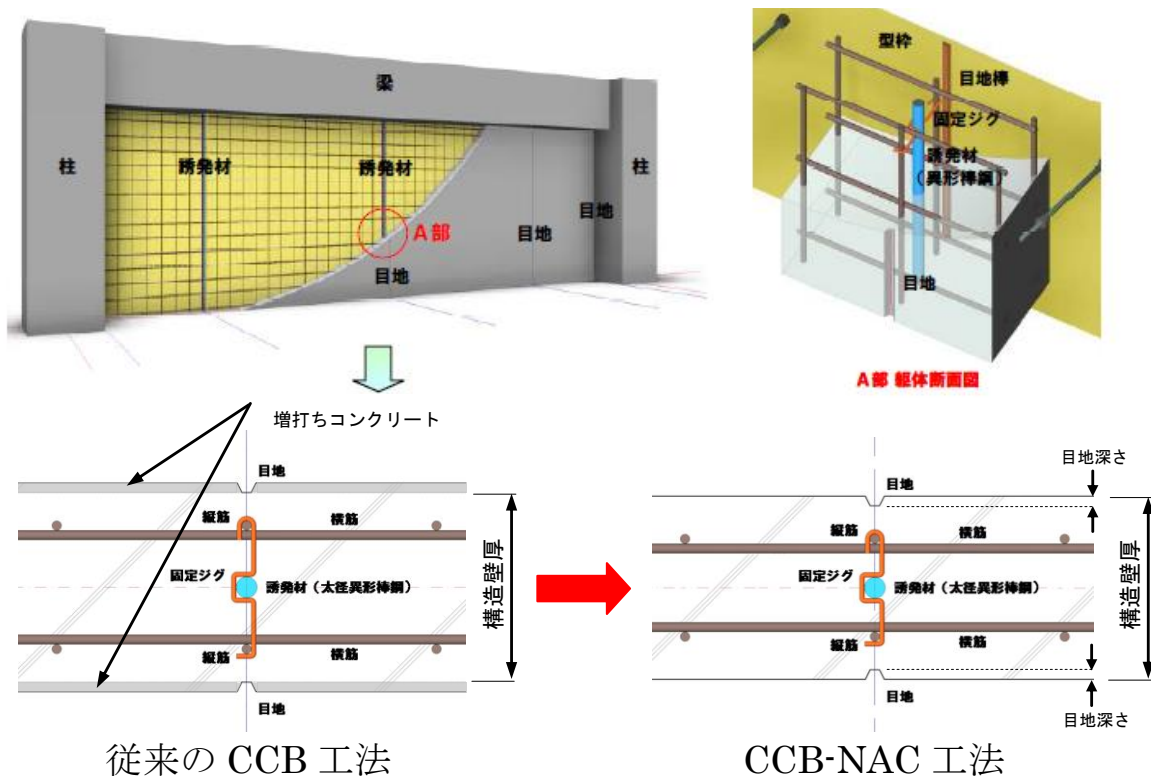 梁
柱
誘発材
誘発材
柱
目地
目地
A部
目地
型枠
目地棒
固定ジグ
誘発材
(異形棒鋼)
目地
A部 躯体断面図
増打ちコンクリート
目地
縦筋
横筋
固定ジグ
誘発材(太径異形棒鋼)
縦筋
横筋
目地
構造壁厚
従来の CCB 工法
目地深さ
目地
縦筋
横筋
固定ジグ
誘発材(太径異形棒鋼)
縦筋
横筋
目地
構造壁厚
目地深さ
CCB-NAC 工法